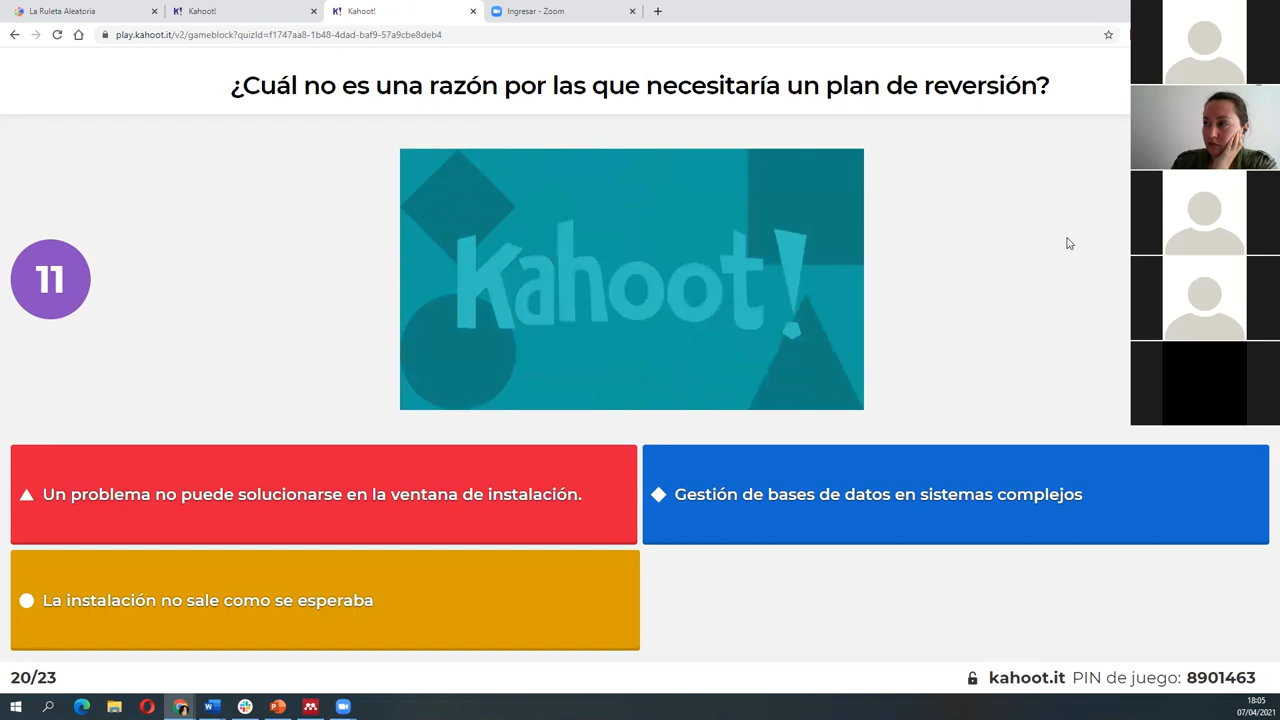 La Ruleta Aleatoria
Kahoot!
Kahoot!
Ingresar - Zoom
play.kahoot.it/v2/gameblock?quizId=f1747aa8-1b48-4dad-baf9-57a9cbe8deb4
¿Cuál no es una razón por las que necesitaría un plan de reversión?
11
Kahoot!
Un problema no puede solucionarse en la ventana de instalación.
Gestión de bases de datos en sistemas complejos
La instalación no sale como se esperaba
20/23
kahoot.it PIN de juego: 8901463
18:05
07/04/2021